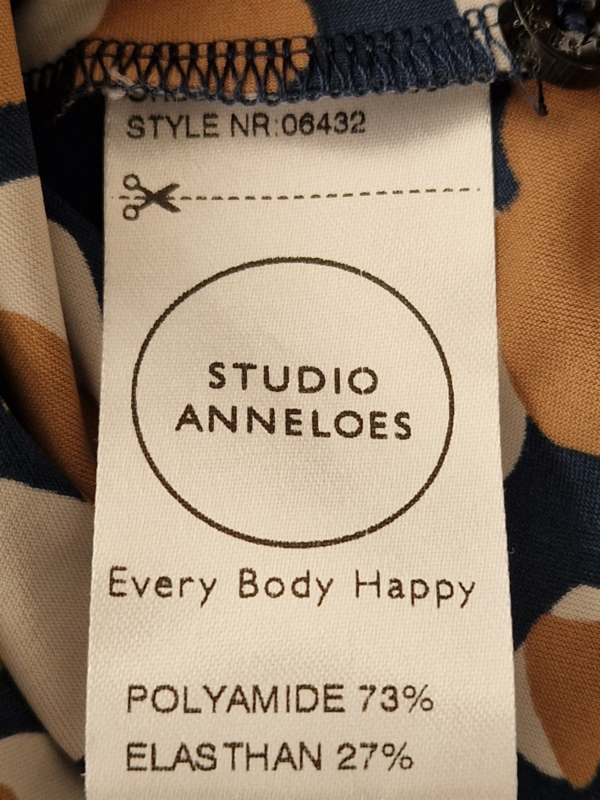 STYLE NR:06432
STUDIO
ANNELOES
Every Body Happy
POLYAMIDE 73%
ELASTHAN 27%